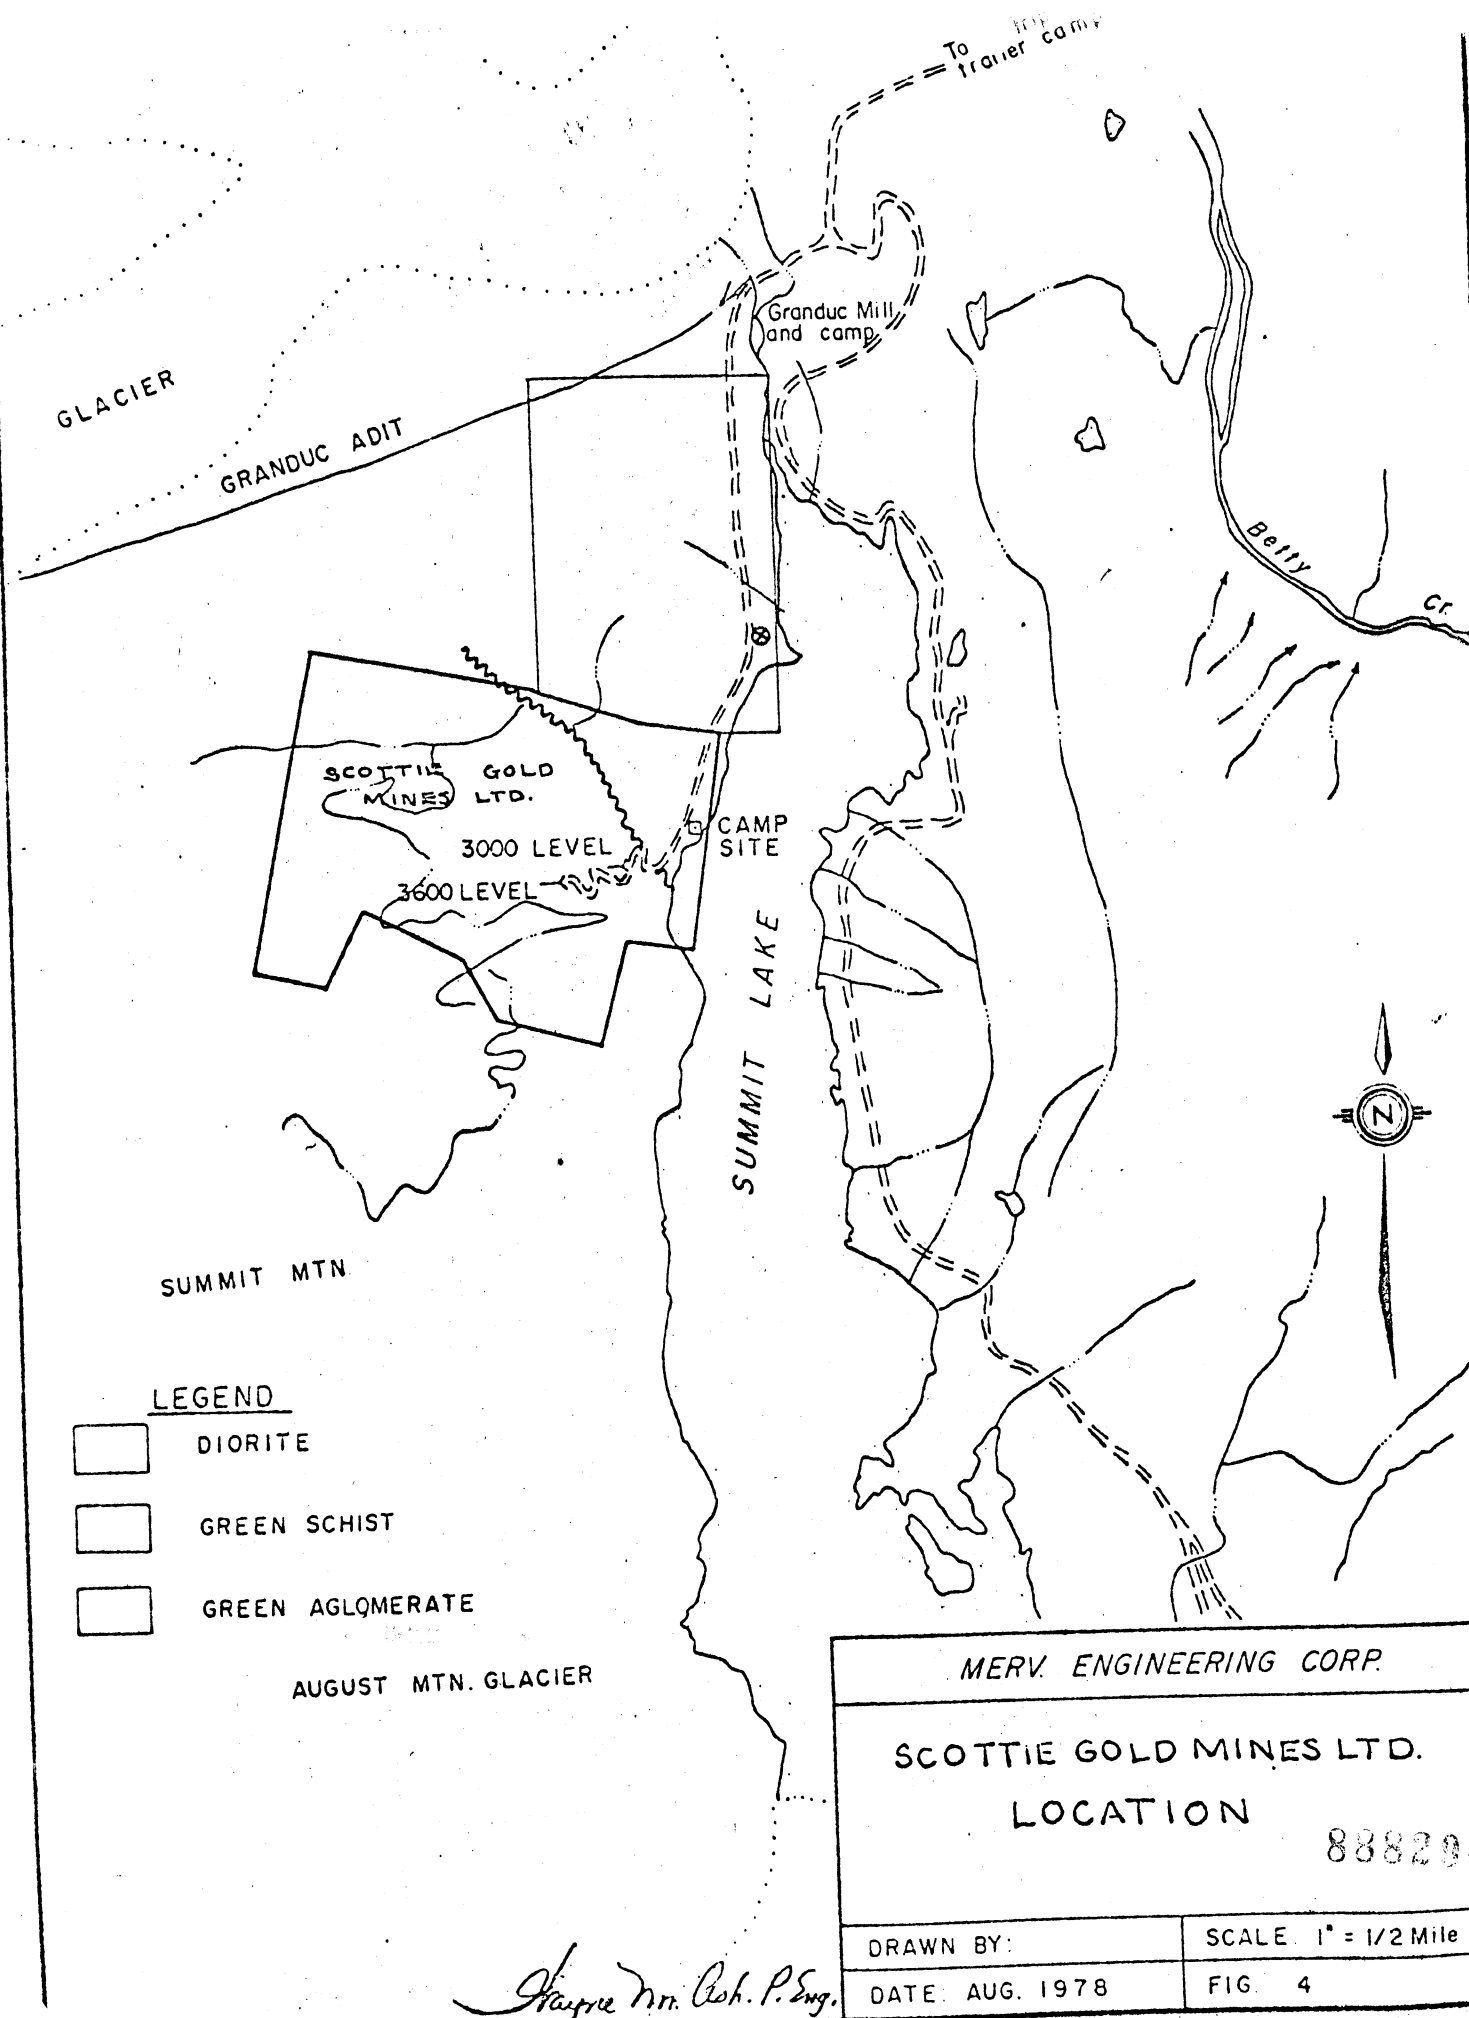 To
trailer camp
Granduc Mill
and camp
GLACIER
GRANDUC ADIT
Betty
Cr.
SCOTTIE GOLD
MINES LTD.
3000 LEVEL
3600 LEVEL
CAMP
SITE
SUMMIT LAKE
N
SUMMIT MTN.
LEGEND
DIORITE
GREEN SCHIST
GREEN AGLOMERATE
AUGUST MTN. GLACIER
MERV. ENGINEERING CORP.
SCOTTIE GOLD MINES LTD.
LOCATION
88829
DRAWN BY:
SCALE: 1" = 1/2 Mile
DATE: AUG. 1978
FIG. 4
P. Eng.